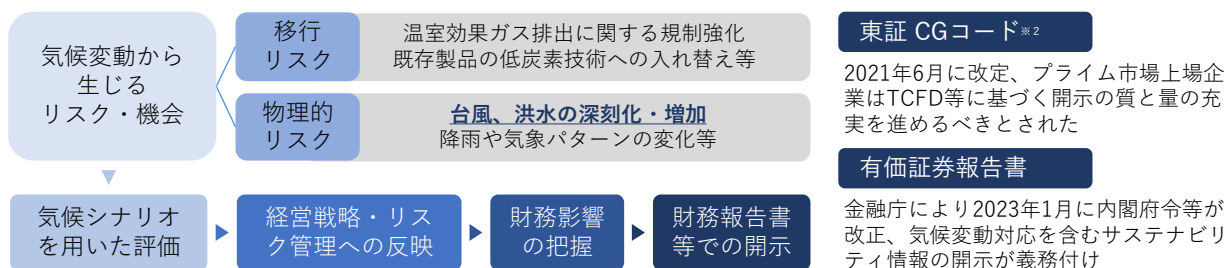 気候変動から
生じる
リスク・機会
移行
リスク
温室効果ガス排出に関する規制強化
既存製品の低炭素技術への入れ替え等
物理的
リスク
台風、洪水の深刻化・増加
降雨や気象パターンの変化等
気候シナリオ
を用いた評価
経営戦略・リス
ク管理への反映
財務影響
の把握
財務報告書
等での開示
東証 CGコード※2
2021年6月に改定、プライム市場上場企
業はTCFD等に基づく開示の質と量の充
実を進めるべきとされた
有価証券報告書
金融庁により2023年1月に内閣府令等が
改正、気候変動対応を含むサステナビリ
ティ情報の開示が義務付け